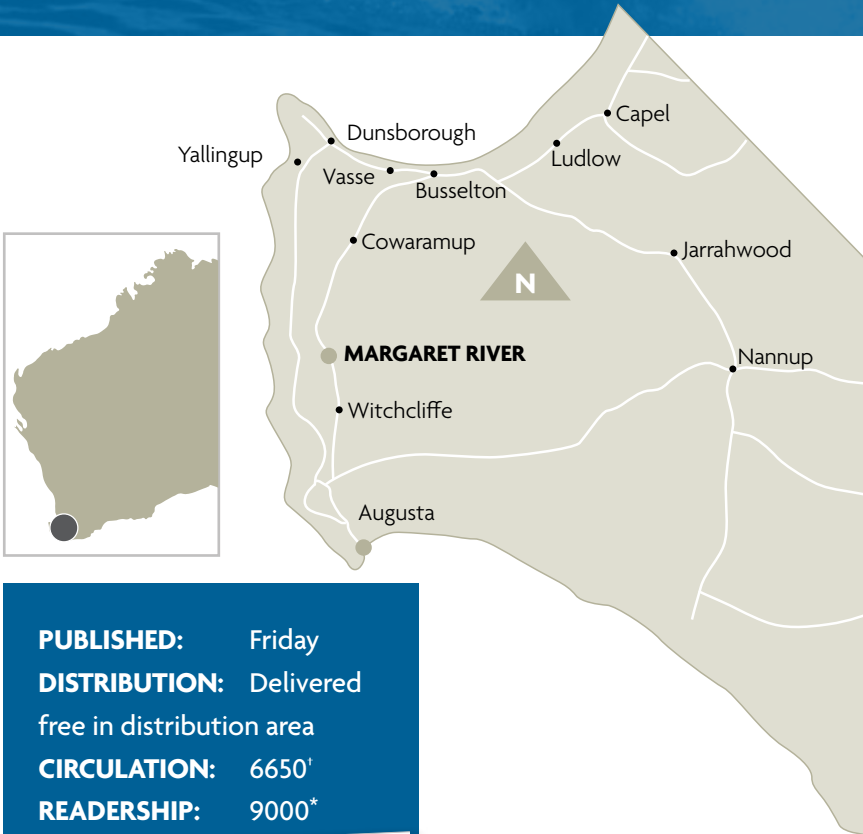 Capel
Dunsborough
Yallingup
Ludlow
Vasse
Busselton
Cowaramup
Jarrahwood
N
MARGARET RIVER
Nannup
Witchcliffe
Augusta
PUBLISHED: Friday
DISTRIBUTION: Delivered
free in distribution area
CIRCULATION: 6650†
READERSHIP: 9000*